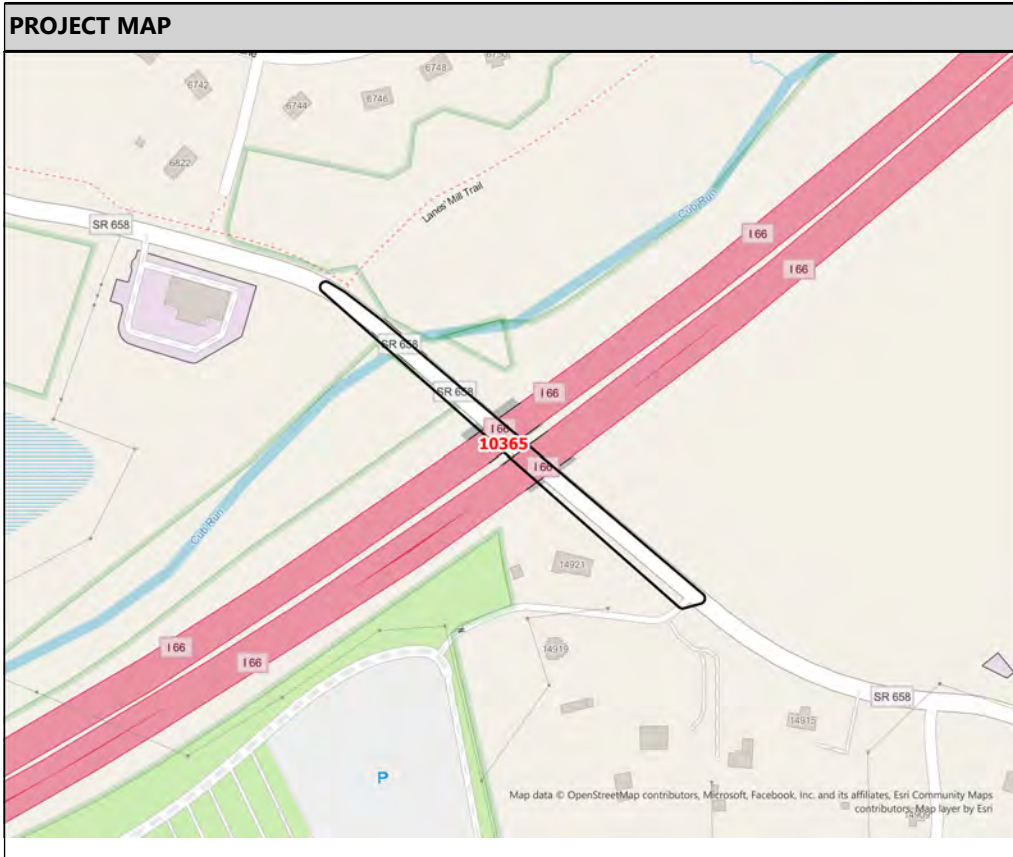 PROJECT MAP
6742
6744
6746
6748
6750
6822
Lanes' Mill Trail
Cub Run
SR 658
I 66
I 66
SR 658
SR 658
I 66
I 66
10365
I 66
Cub Run
14921
I 66
I 66
14919
SR 658
14915
P
Map data © OpenStreetMap contributors, Microsoft, Facebook, Inc. and its affiliates, Esri Community Maps
contributors, Map layer by Esri
14909